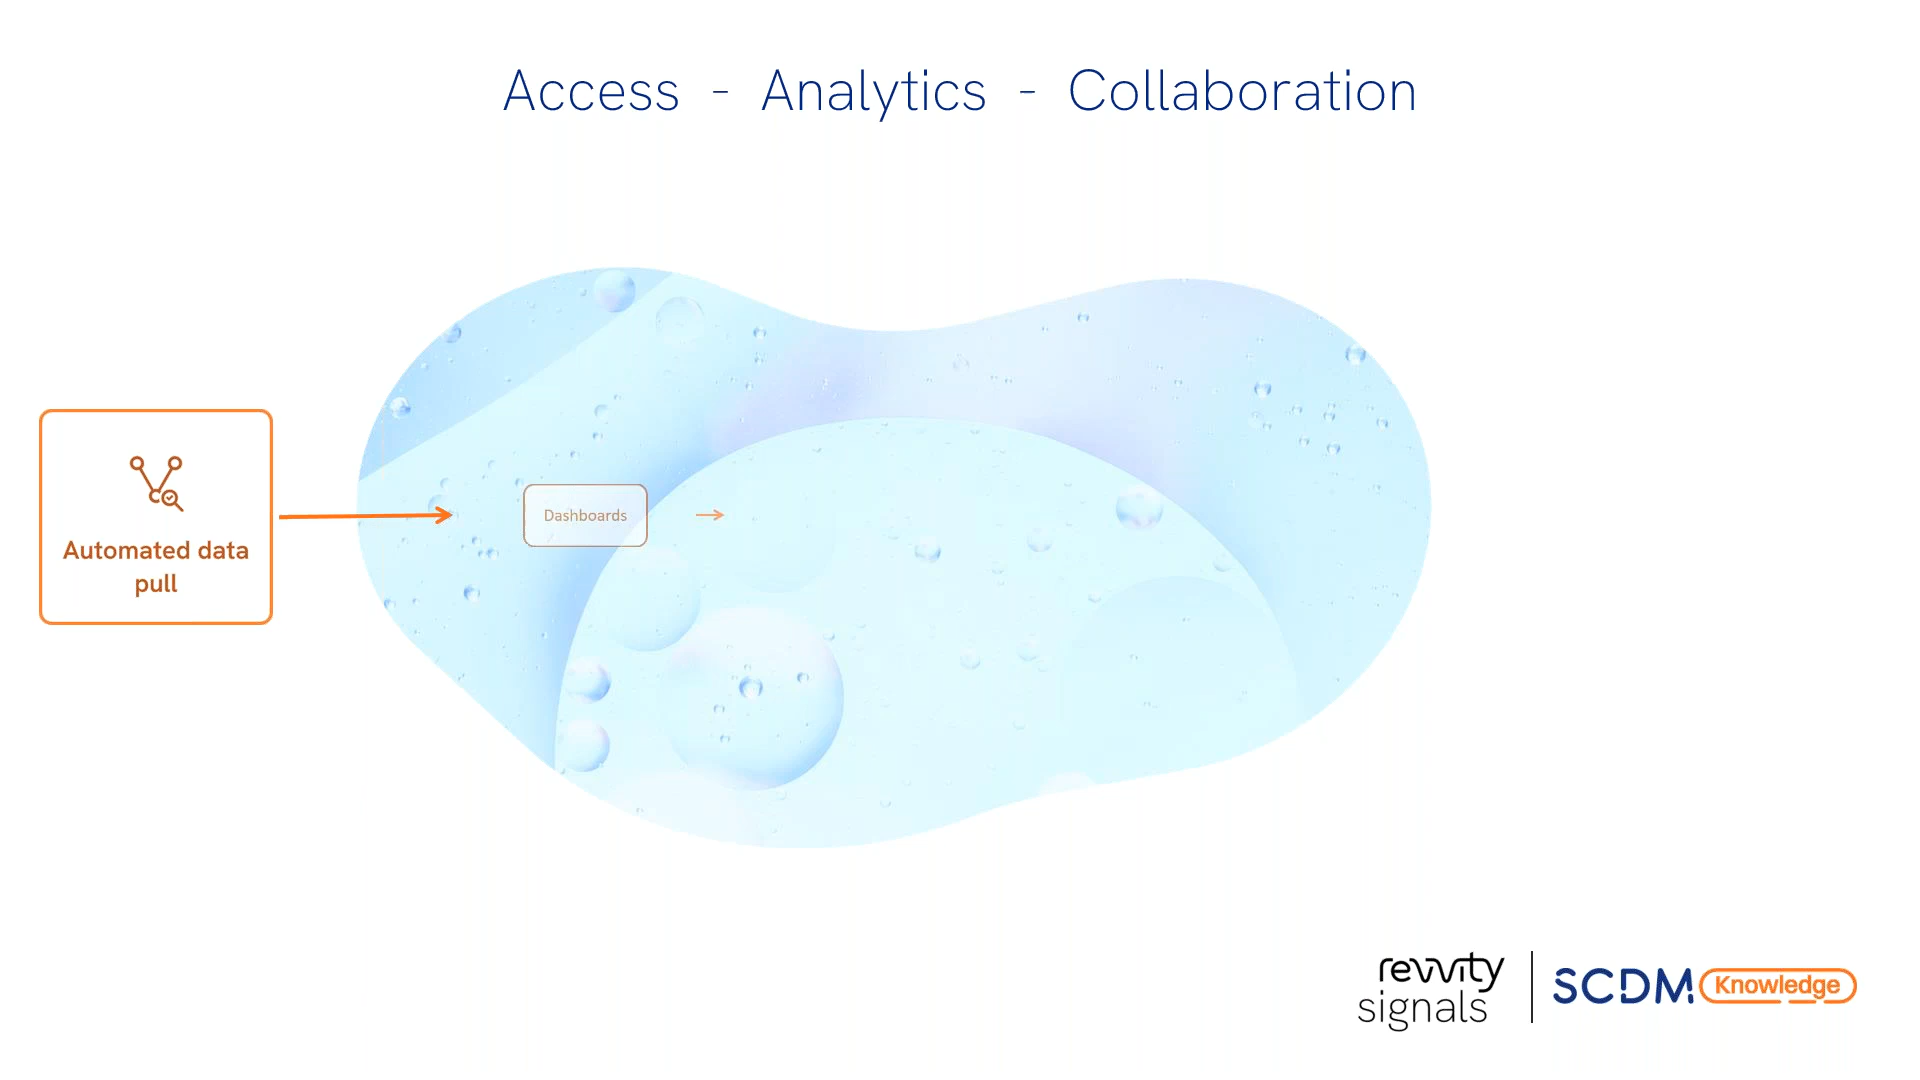 Access - Analytics - Collaboration
Automated data
pull
Dashboards
revvity
signals
SCDM Knowledge